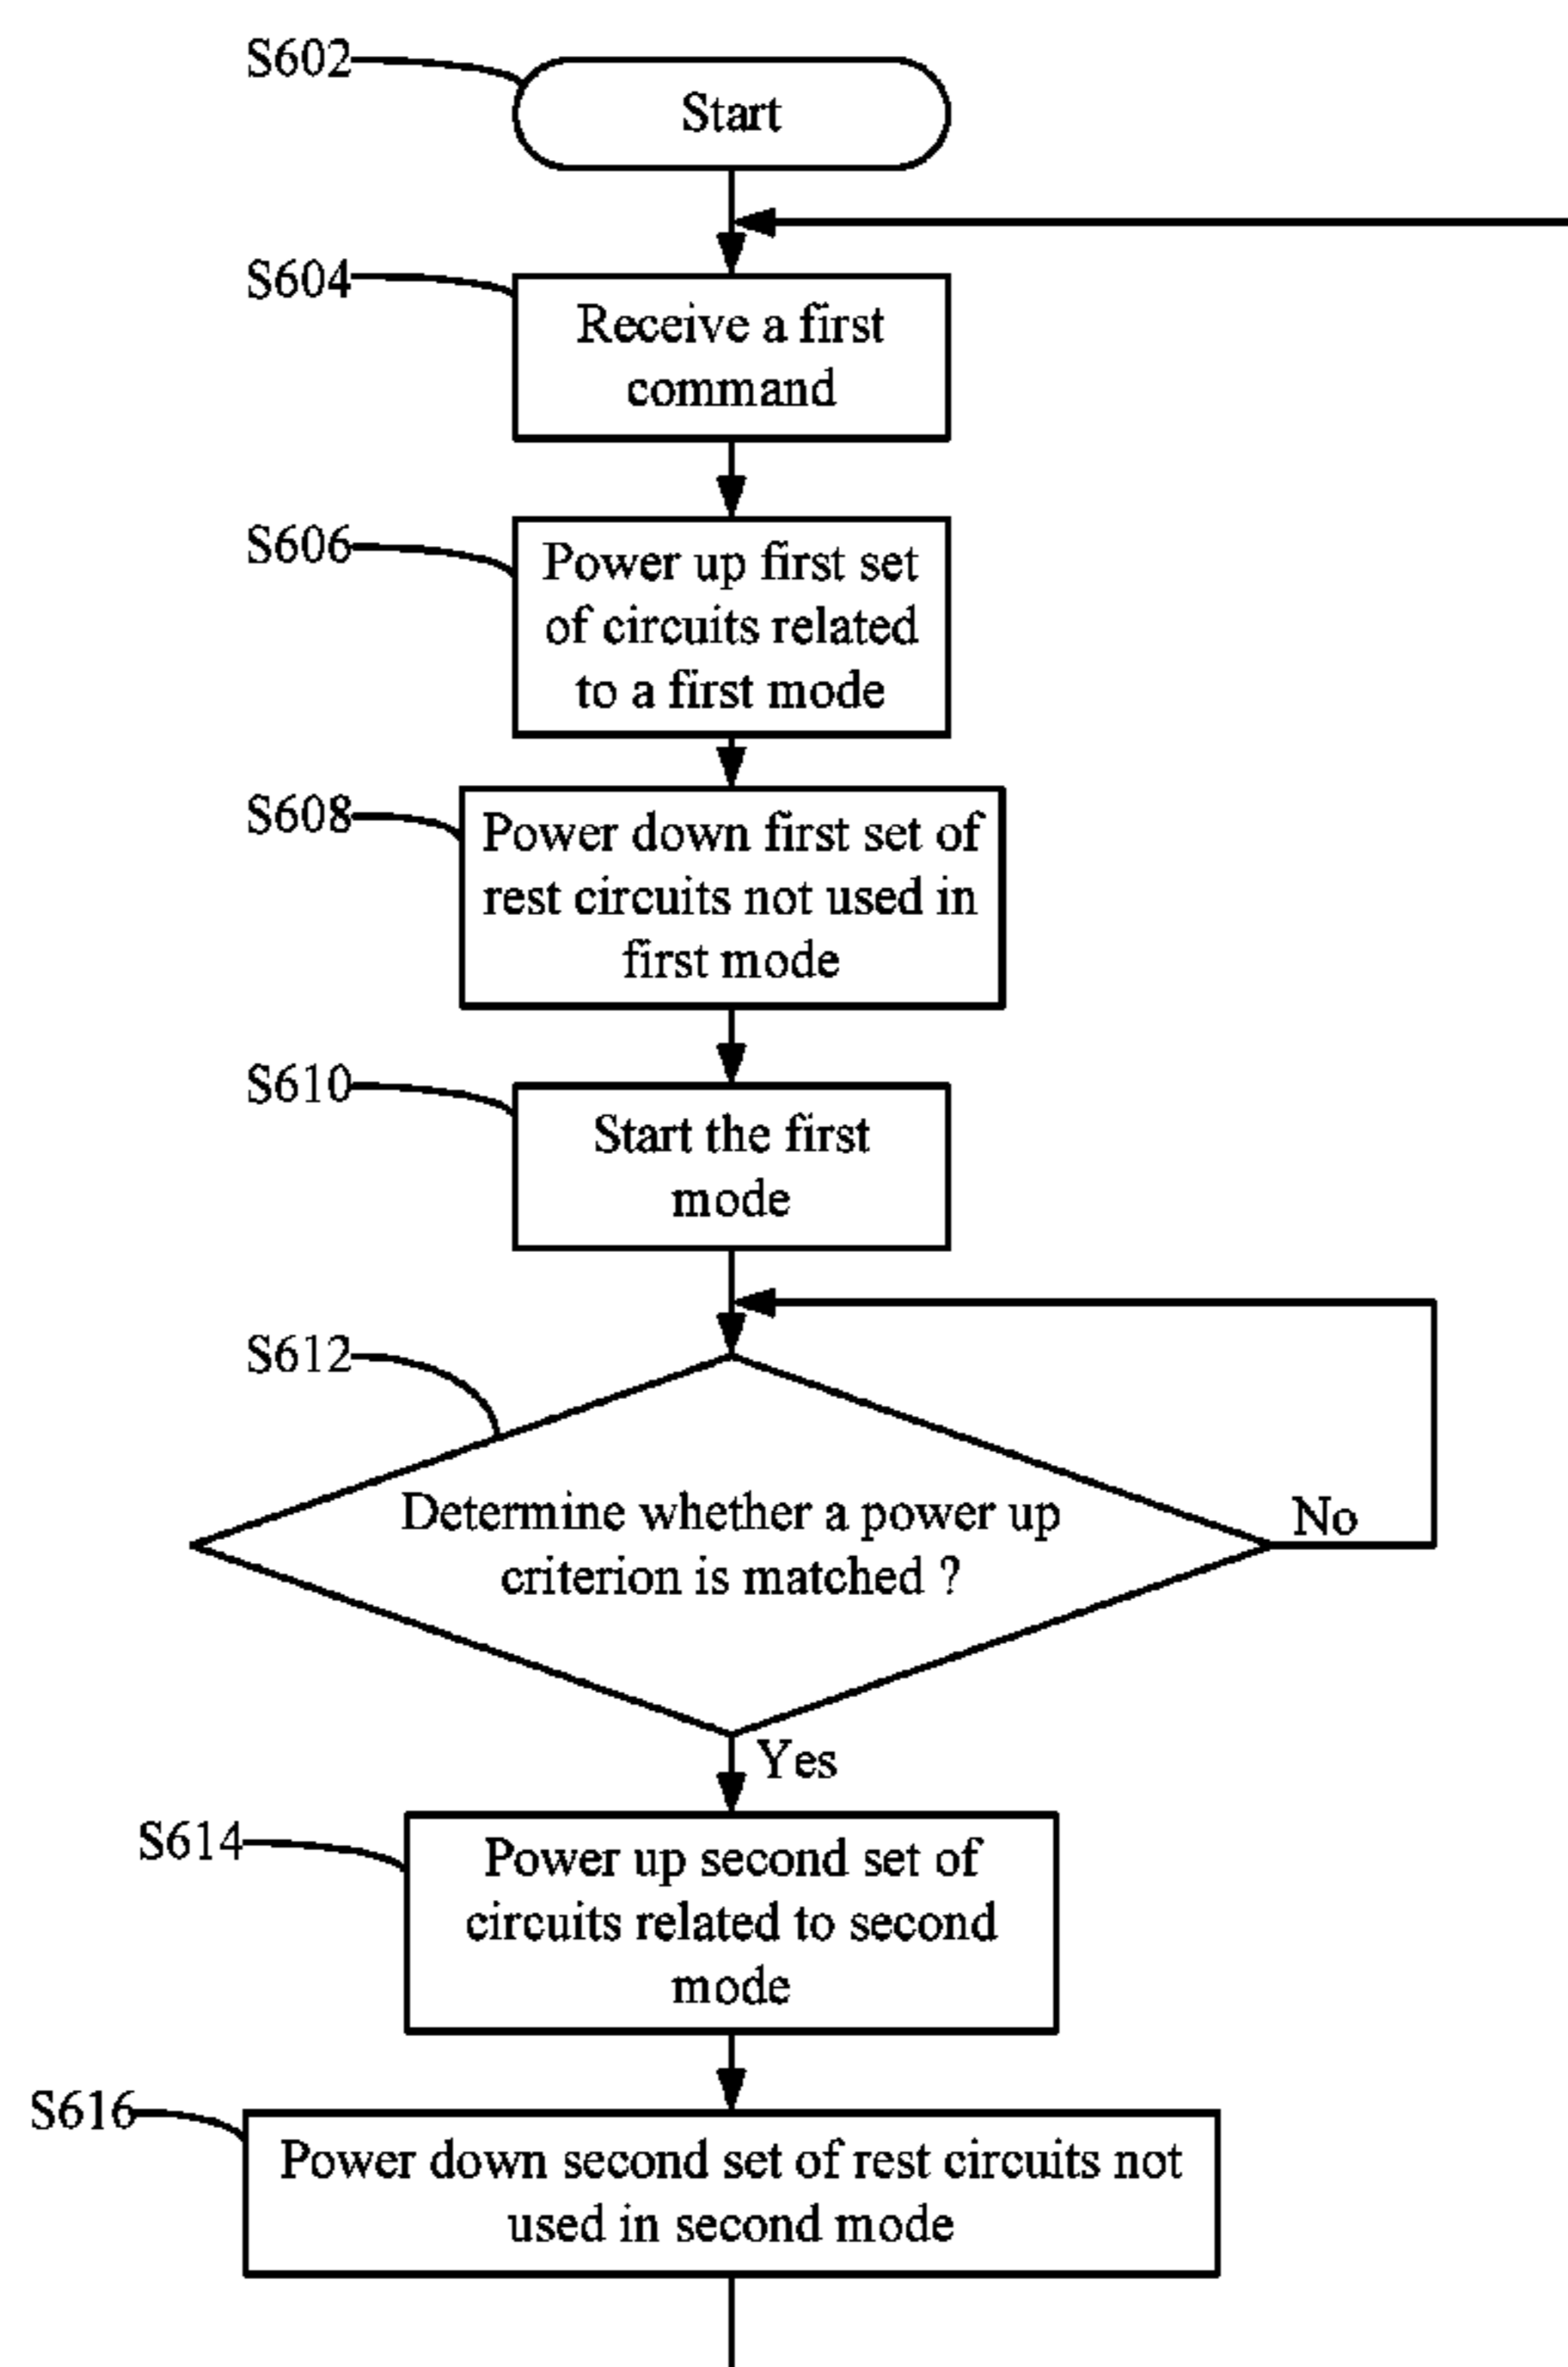 S602
Start
S604
Receive a first
command
S606
Power up first set
of circuits related
to a first mode
S608
Power down first set of
rest circuits not used in
first mode
S610
Start the first
mode
S612
Determine whether a power up
criterion is matched ?
No
Yes
S614
Power up second set of
circuits related to second
mode
S616
Power down second set of rest circuits not
used in second mode